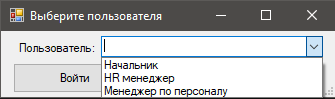 Выберите пользователя
Пользователь:
Начальник
Войти
HR менеджер
Менеджер по персоналу